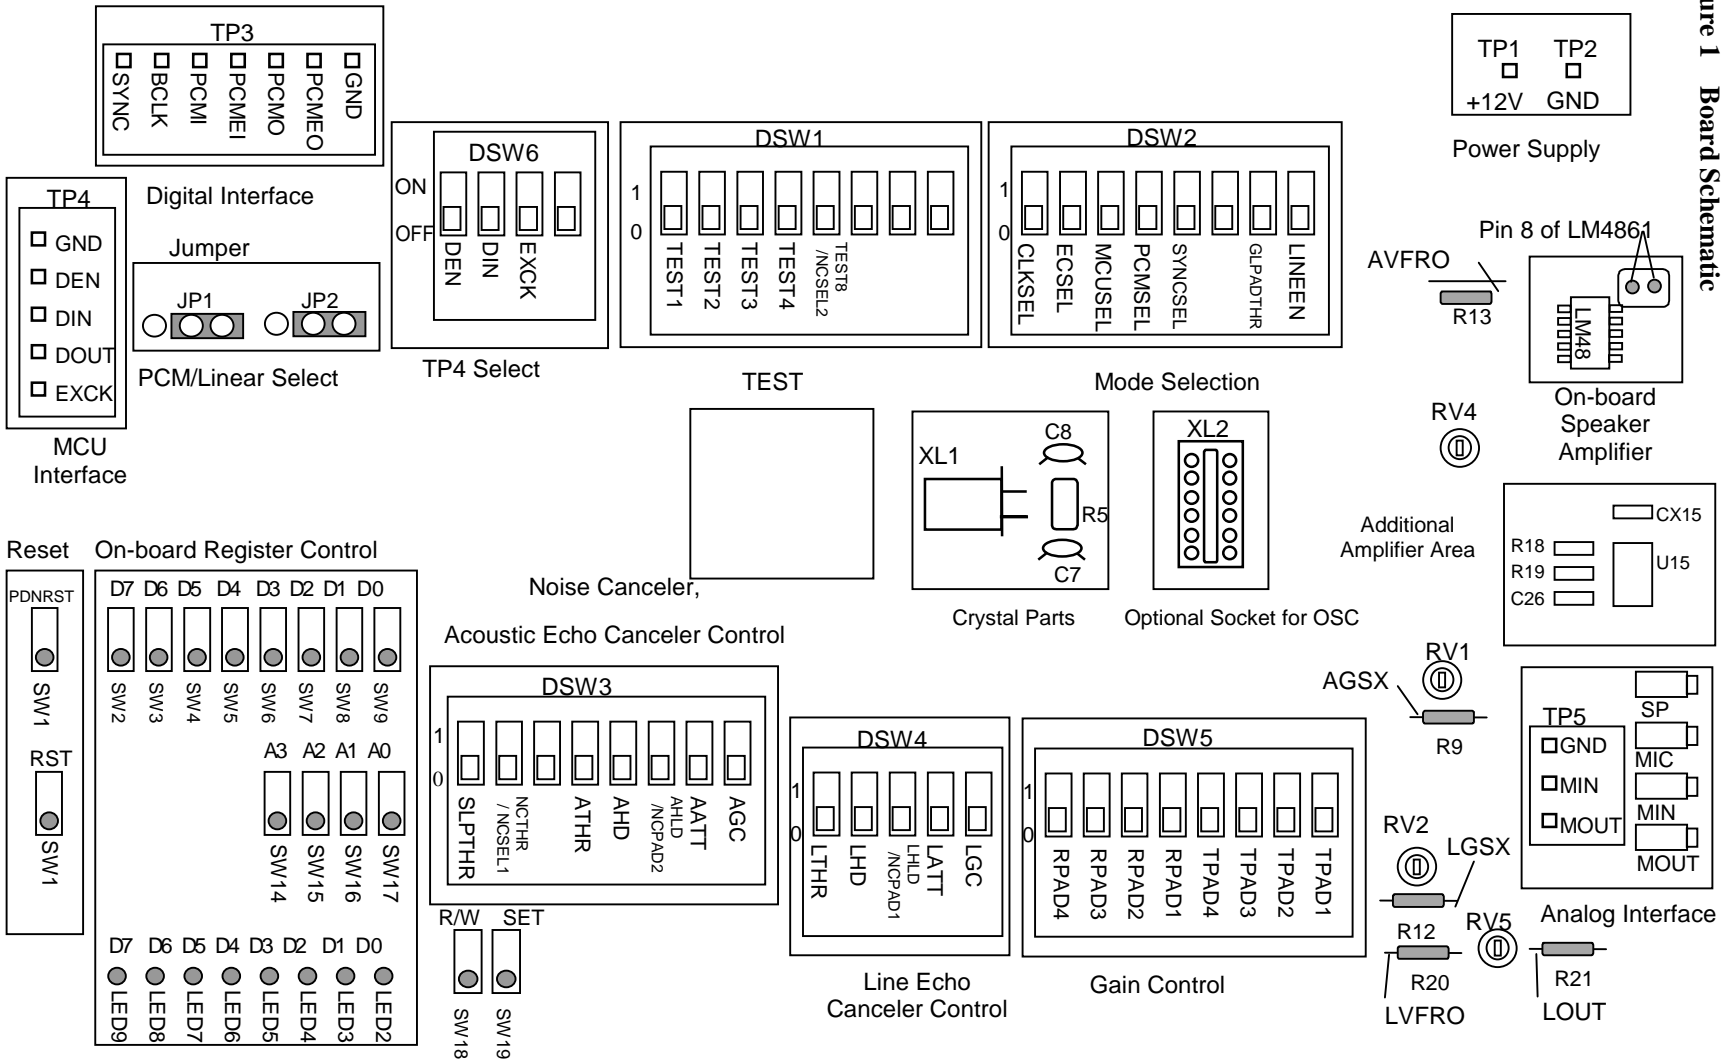 ure 1 Board Schematic
TP3
SYNC
BCLK
PCMI
PCMEI
PCMO
PCMEO
GND
Digital Interface
TP4
GND
DEN
DIN
DOUT
EXCK
MCU
Interface
Jumper
JP1
JP2
PCM/Linear Select
DSW6
ON
OFF
DEN
DIN
EXCK
TP4 Select
DSW1
1
0
TEST1
TEST2
TEST3
TEST4
TEST8
/NCSEL2
TEST
DSW2
1
0
CLKSEL
ECSEL
MCUSEL
PCMSEL
SYNCSEL
GLPADTHR
LINEEN
Mode Selection
TP1
TP2
+12V
GND
Power Supply
Pin 8 of LM4861
AVFRO
R13
LM48
On-board
Speaker
Amplifier
RV4
XL1
C8
R5
C7
Crystal Parts
XL2
Optional Socket for OSC
Additional
Amplifier Area
CX15
R18
R19
C26
U15
Reset
PDNRST
SW1
RST
SW1
On-board Register Control
D7 D6 D5 D4 D3 D2 D1 D0
SW2
SW3
SW4
SW5
SW6
SW7
SW8
SW9
A3 A2 A1 A0
SW14
SW15
SW16
SW17
D7 D6 D5 D4 D3 D2 D1 D0
LED9
LED8
LED7
LED6
LED5
LED4
LED3
LED2
Noise Canceler,
Acoustic Echo Canceler Control
DSW3
1
0
SLPTHR
NCTHR
/ NCSEL1
ATHR
AHD
AHLD
/NCPAD2
AATT
AGC
R/W
SET
SW18
SW19
DSW4
1
0
LTHR
LHD
LHLD
/NCPAD1
LATT
LGC
Line Echo
Canceler Control
DSW5
1
0
RPAD4
RPAD3
RPAD2
RPAD1
TPAD4
TPAD3
TPAD2
TPAD1
Gain Control
RV1
AGSX
R9
RV2
LGSX
R12
RV5
R20
LVFRO
R21
LOUT
TP5
GND
MIN
MOUT
SP
MIC
MIN
MOUT
Analog Interface